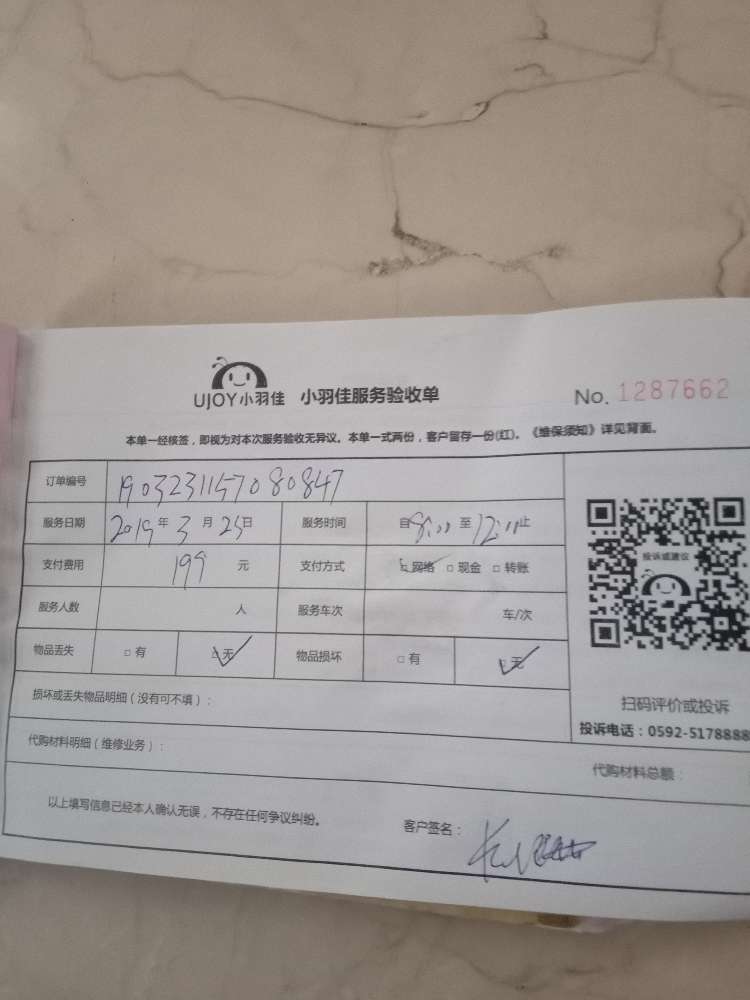 UJOY小羽佳 小羽佳服务验收单 No. 1287662
本单一经核签，即视为对本次服务验收无异议。本单一式两份，客户留存一份(红)。《维保须知》详见背面。
订单编号 190323115708 0847
服务日期 2019年3月25日 服务时间 自8:00至12:00止
支付费用 199 元 支付方式 ☑网络 □现金 □转账
服务人数 人 服务车次 车/次
物品丢失 □有 ☑无 物品损坏 □有 ☑无
投诉或建议
扫码评价或投诉
投诉电话：0592-5178888
损坏或丢失物品明细（没有可不填）：
代购材料明细（维修业务）：
代购材料总额：
以上填写信息已经本人确认无误，不存在任何争议纠纷。
客户签名：